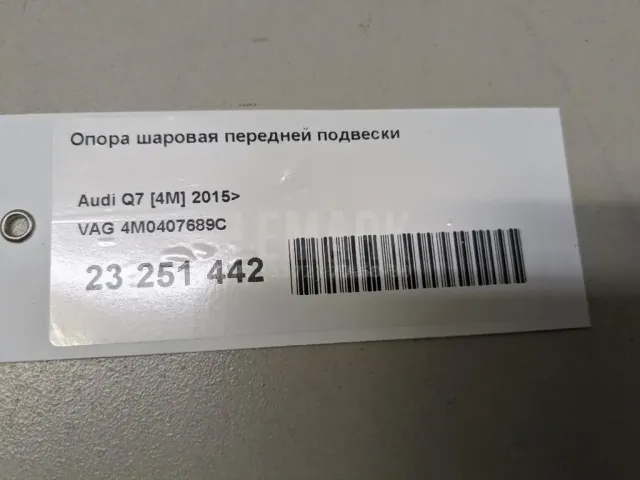 Опора шаровая передней подвески
Audi Q7 [4M] 2015>
VAG 4M0407689C
23 251 442